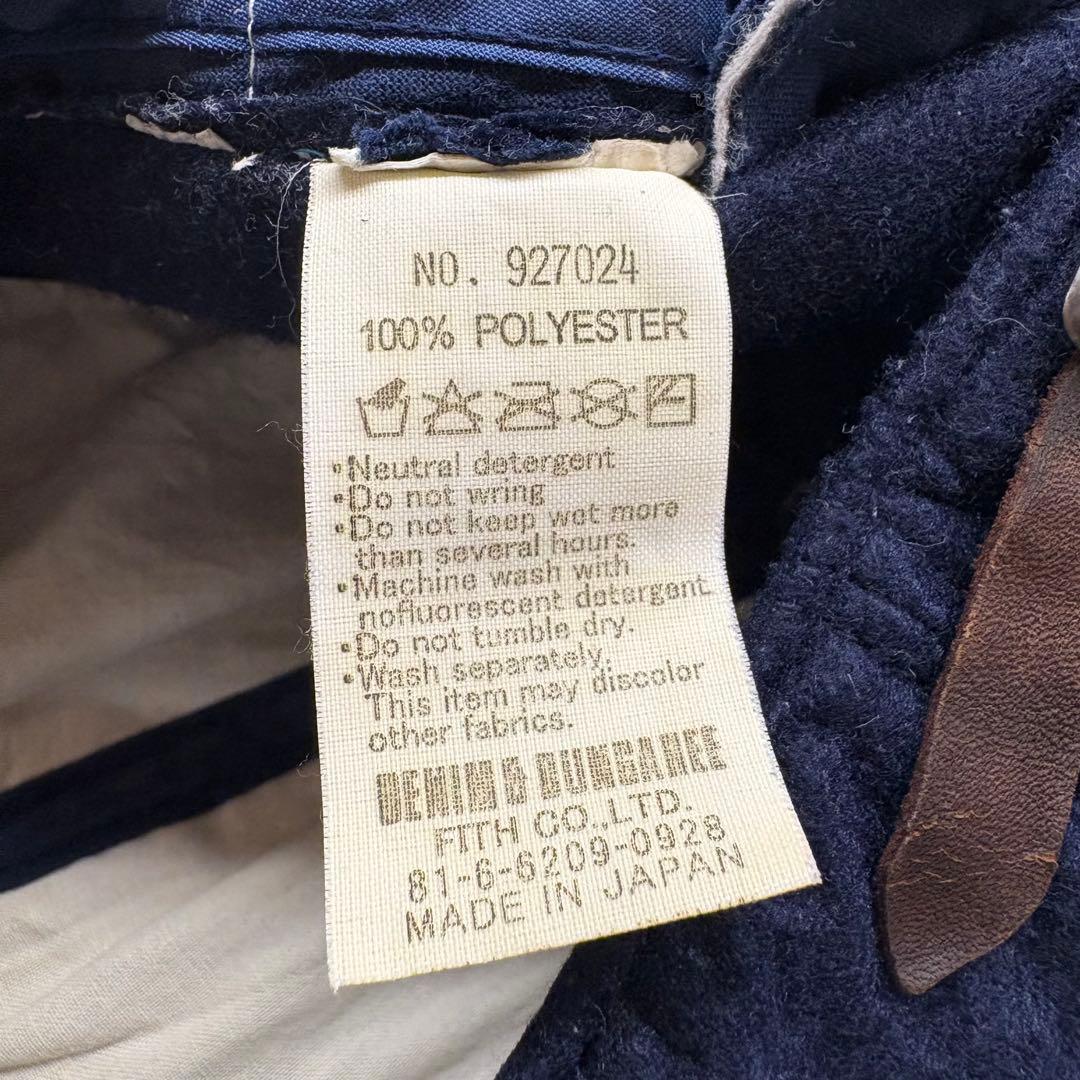 NO. 927024
100% POLYESTER
•Neutral detergent
•Do not wring
•Do not keep wet more
than several hours.
•Machine wash with
nofluorescent detergent.
•Do not tumble dry.
•Wash separately.
This item may discolor
other fabrics.
DENIM & DUNGAREE
FITH CO.,LTD.
81-6-6209-0928
MADE IN JAPAN